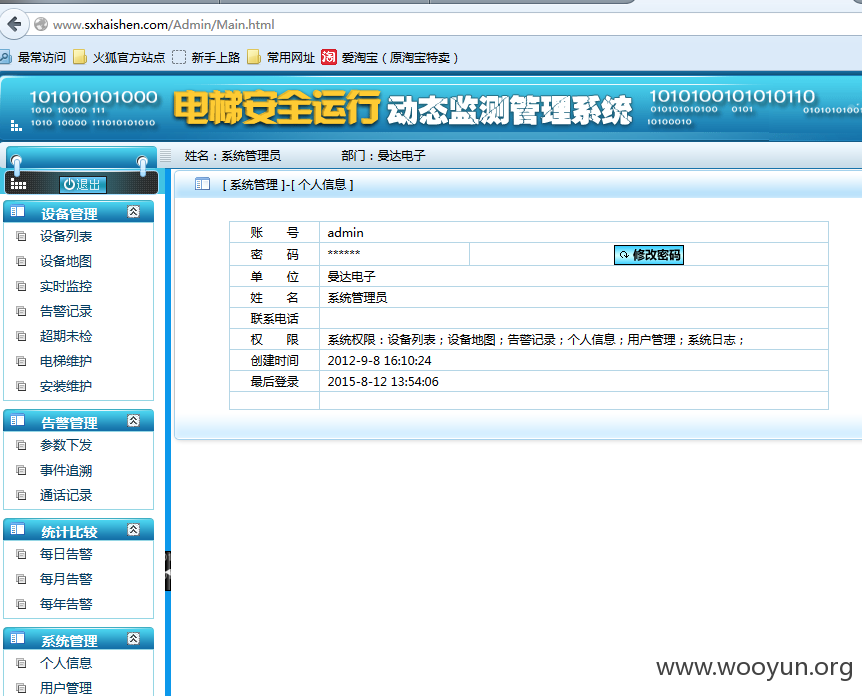 www.sxhaishen.com/Admin/Main.html
最常访问 火狐官方站点 新手上路 常用网址 淘 爱淘宝（原淘宝特卖）
101010101000 电梯安全运行动态监测管理系统 1010100101010110
1010 10000 111 01010101010100 0101 0101010010
1010 10000 111010101010 10100010
姓名：系统管理员 部门：曼达电子
退出
[ 系统管理 ]-[ 个人信息 ]
设备管理
设备列表
设备地图
实时监控
告警记录
超期未检
电梯维护
安装维护
告警管理
参数下发
事件追溯
通话记录
统计比较
每日告警
每月告警
每年告警
系统管理
个人信息
用户管理
账 号 admin
密 码 ****** 修改密码
单 位 曼达电子
姓 名 系统管理员
联系电话
权 限 系统权限：设备列表；设备地图；告警记录；个人信息；用户管理；系统日志；
创建时间 2012-9-8 16:10:24
最后登录 2015-8-12 13:54:06
www.wooyun.org